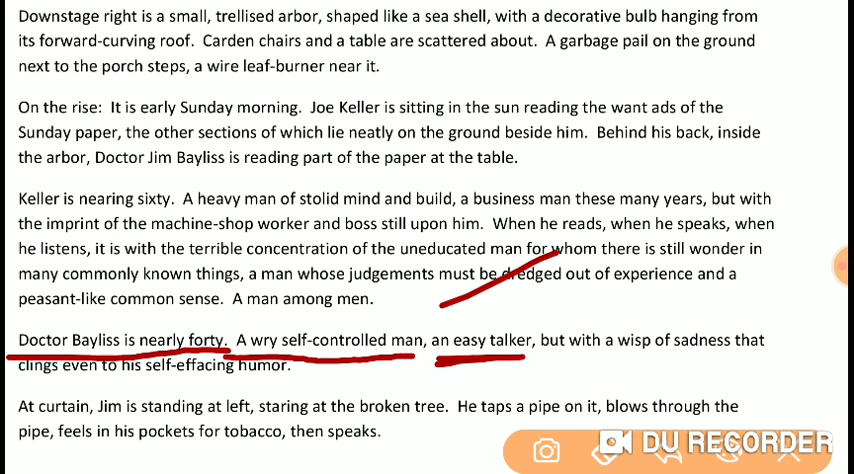 Downstage right is a small, trellised arbor, shaped like a sea shell, with a decorative bulb hanging from
its forward-curving roof. Carden chairs and a table are scattered about. A garbage pail on the ground
next to the porch steps, a wire leaf-burner near it.
On the rise: It is early Sunday morning. Joe Keller is sitting in the sun reading the want ads of the
Sunday paper, the other sections of which lie neatly on the ground beside him. Behind his back, inside
the arbor, Doctor Jim Bayliss is reading part of the paper at the table.
Keller is nearing sixty. A heavy man of stolid mind and build, a business man these many years, but with
the imprint of the machine-shop worker and boss still upon him. When he reads, when he speaks, when
he listens, it is with the terrible concentration of the uneducated man for whom there is still wonder in
many commonly known things, a man whose judgements must be dredged out of experience and a
peasant-like common sense. A man among men.
Doctor Bayliss is nearly forty. A wry self-controlled man, an easy talker, but with a wisp of sadness that
clings even to his self-effacing humor.
At curtain, Jim is standing at left, staring at the broken tree. He taps a pipe on it, blows through the
pipe, feels in his pockets for tobacco, then speaks.
DU RECORDER